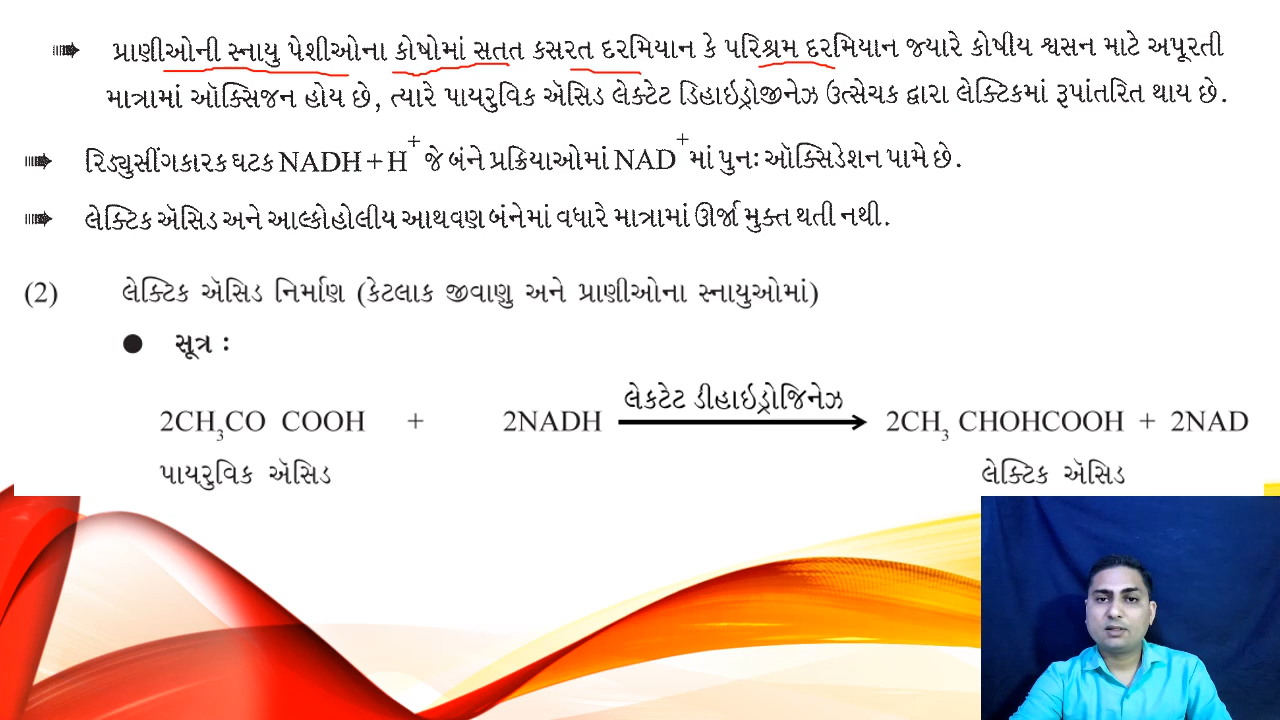 પ્રાણીઓની સ્નાયુ પેશીઓના કોષોમાં સતત કસરત દરમિયાન કે પરિશ્રમ દરમિયાન જ્યારે કોષીય શ્વસન માટે અપૂરતી
માત્રામાં ઑક્સિજન હોય છે, ત્યારે પાયરુવિક ઍસિડ લેક્ટેટ ડિહાઇડ્રોજીનેઝ ઉત્સેચક દ્વારા લેક્ટિકમાં રૂપાંતરિત થાય છે.
રિડ્યુસીંગકારક ઘટક NADH + H⁺ જે બંને પ્રક્રિયાઓમાં NAD⁺ માં પુનઃ ઑક્સિડેશન પામે છે.
લેક્ટિક ઍસિડ અને આલ્કોહોલીય આથવણ બંનેમાં વધારે માત્રામાં ઊર્જા મુક્ત થતી નથી.
(2) લેક્ટિક ઍસિડ નિર્માણ (કેટલાક જીવાણુ અને પ્રાણીઓના સ્નાયુઓમાં)
● સૂત્ર :
લેક્ટેટ ડીહાઇડ્રોજિનેઝ
2CH₃CO COOH + 2NADH ⟶ 2CH₃ CHOHCOOH + 2NAD
પાયરુવિક ઍસિડ લેક્ટિક ઍસિડ